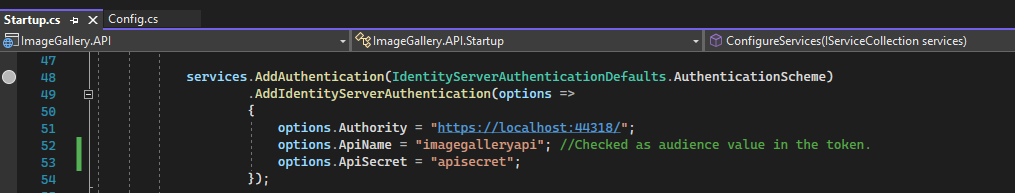 Startup.cs Config.cs
ImageGallery.API ImageGallery.API.Startup ConfigureServices(IServiceCollection services)
47
48 services.AddAuthentication(IdentityServerAuthenticationDefaults.AuthenticationScheme)
49 .AddIdentityServerAuthentication(options =>
50 {
51 options.Authority = "https://localhost:44318/";
52 options.ApiName = "imagegalleryapi"; //Checked as audience value in the token.
53 options.ApiSecret = "apisecret";
54 });
55